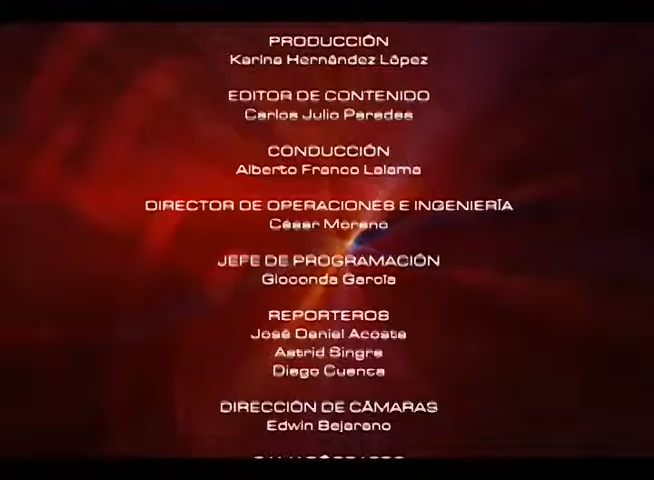 PRODUCCIÓN
Karina Hernández López
EDITOR DE CONTENIDO
Carlos Julio Paredes
CONDUCCIÓN
Alberto Franco Lalama
DIRECTOR DE OPERACIONES E INGENIERÍA
César Moreno
JEFE DE PROGRAMACIÓN
Gioconda García
REPORTEROS
José Daniel Acosta
Astrid Singre
Diego Cuenca
DIRECCIÓN DE CÁMARAS
Edwin Bejarano